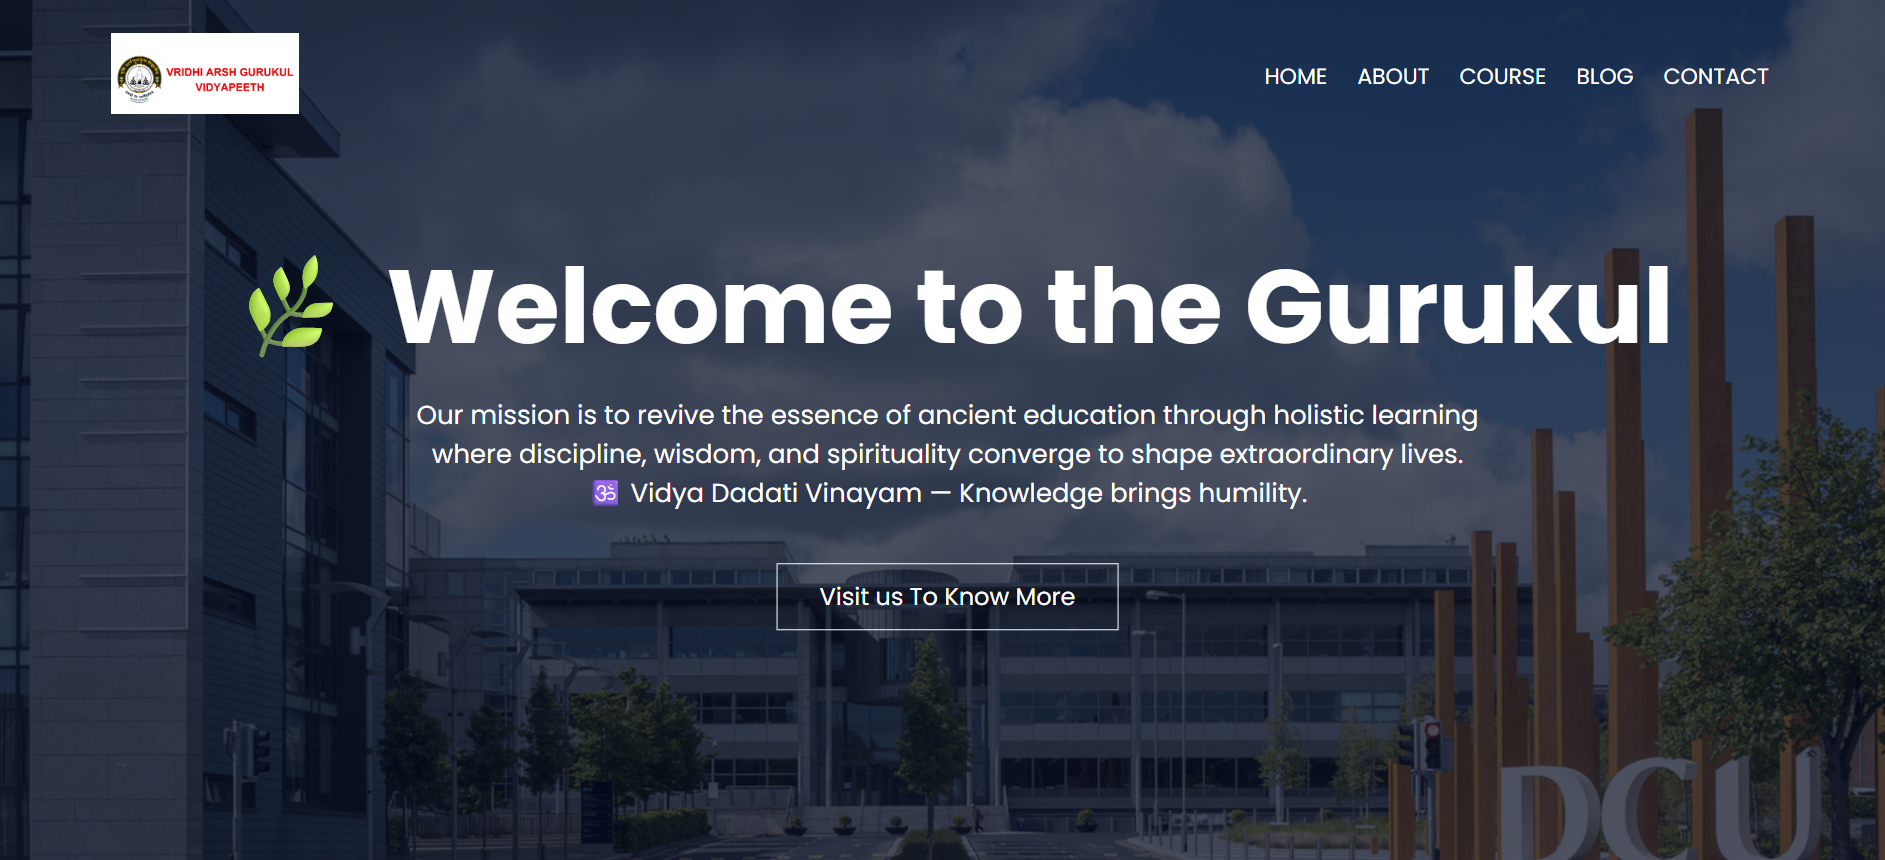 VRIDHI ARSH GURUKUL
VIDYAPEETH
HOME ABOUT COURSE BLOG CONTACT
🌿 Welcome to the Gurukul
Our mission is to revive the essence of ancient education through holistic learning
where discipline, wisdom, and spirituality converge to shape extraordinary lives.
🕉️ Vidya Dadati Vinayam — Knowledge brings humility.
Visit us To Know More
DCU